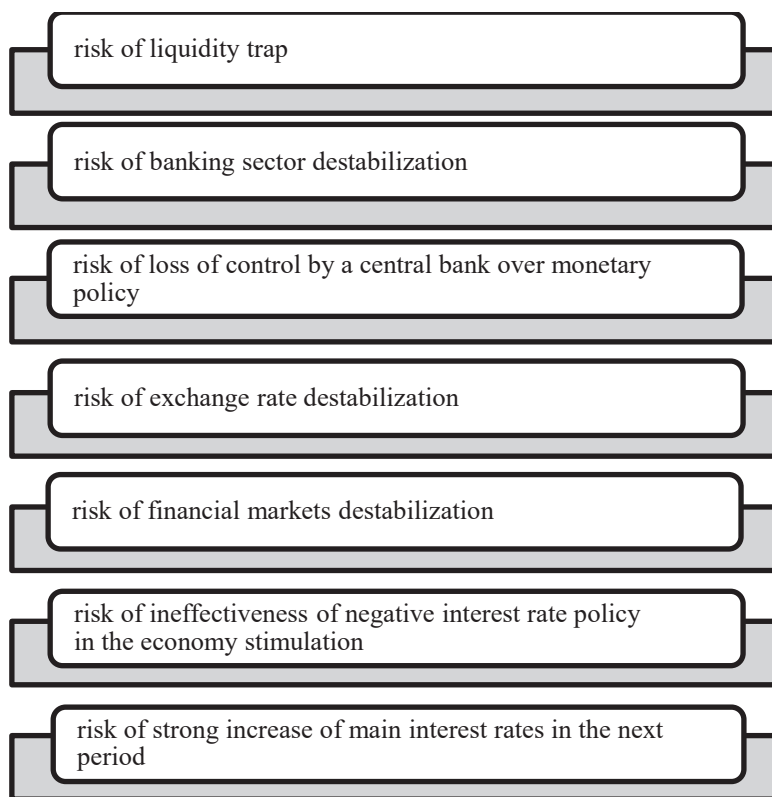 risk of liquidity trap
risk of banking sector destabilization
risk of loss of control by a central bank over monetary
policy
risk of exchange rate destabilization
risk of financial markets destabilization
risk of ineffectiveness of negative interest rate policy
in the economy stimulation
risk of strong increase of main interest rates in the next
period